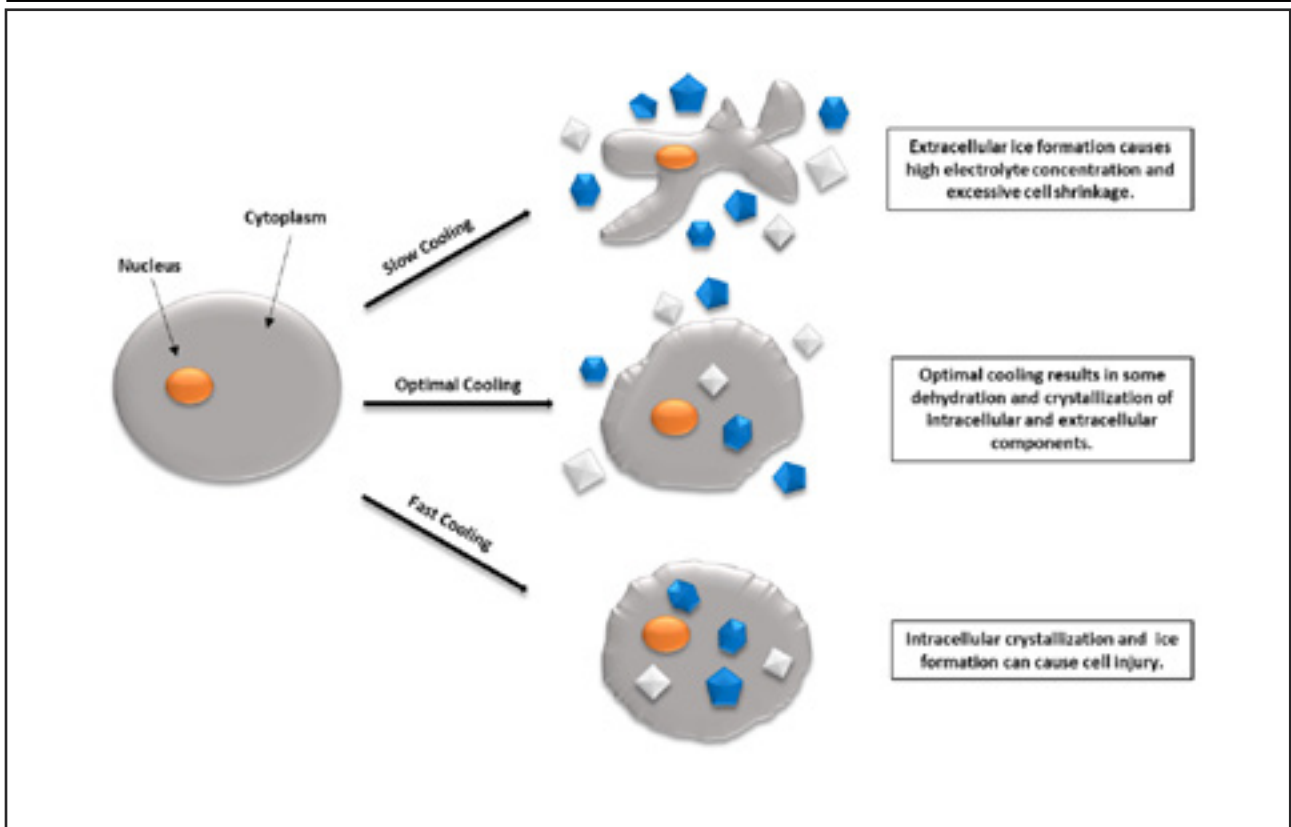 Extracellular ice formation causes
high electrolyte concentration and
excessive cell shrinkage.
Cytoplasm
Slow Cooling
Nucleus
Optimal Cooling
Optimal cooling results in some
dehydration and crystallization of
intracellular and extracellular
components.
Fast Cooling
Intracellular crystallization and ice
formation can cause cell injury.